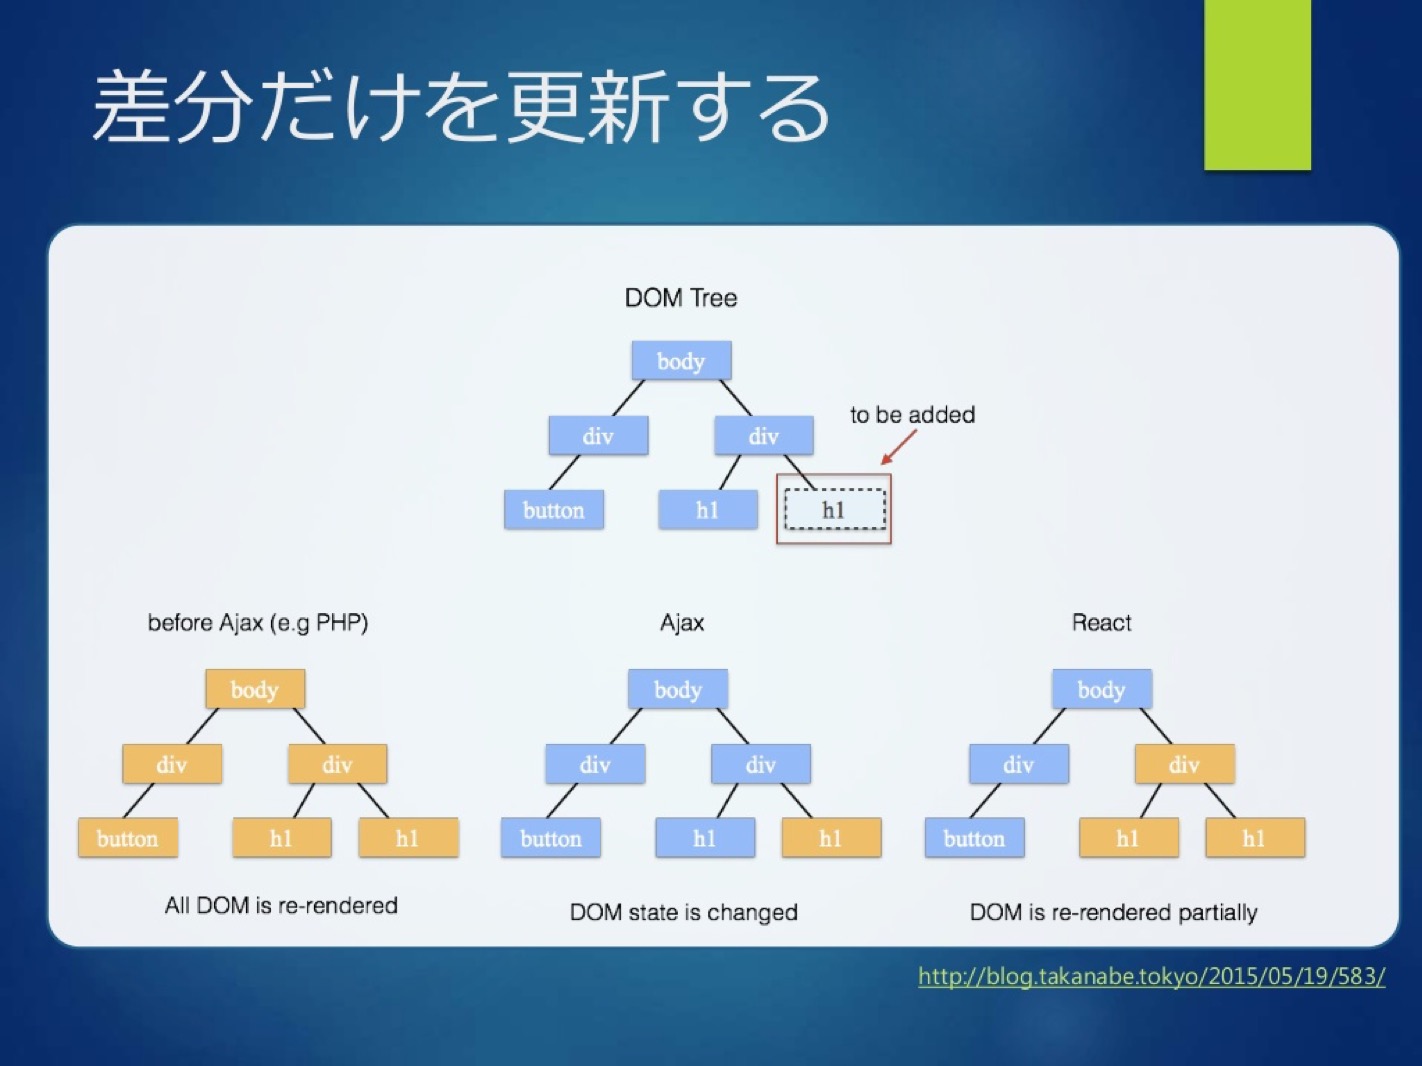 差分だけを更新する
DOM Tree
body
to be added
div div
button h1 h1
before Ajax (e.g PHP) Ajax React
body body body
div div div div div div
button h1 h1 button h1 h1 button h1 h1
All DOM is re-rendered DOM state is changed DOM is re-rendered partially
http://blog.takanabe.tokyo/2015/05/19/583/